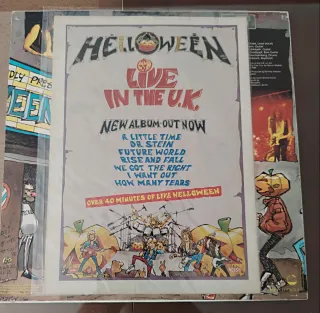 HELLOWEEN
LIVE
IN THE U.K.
NEW ALBUM-OUT NOW
A LITTLE TIME
DR. STEIN
FUTURE WORLD
RISE AND FALL
WE GOT THE RIGHT
I WANT OUT
HOW MANY TEARS
OVER 40 MINUTES OF LIVE HELLOWEEN